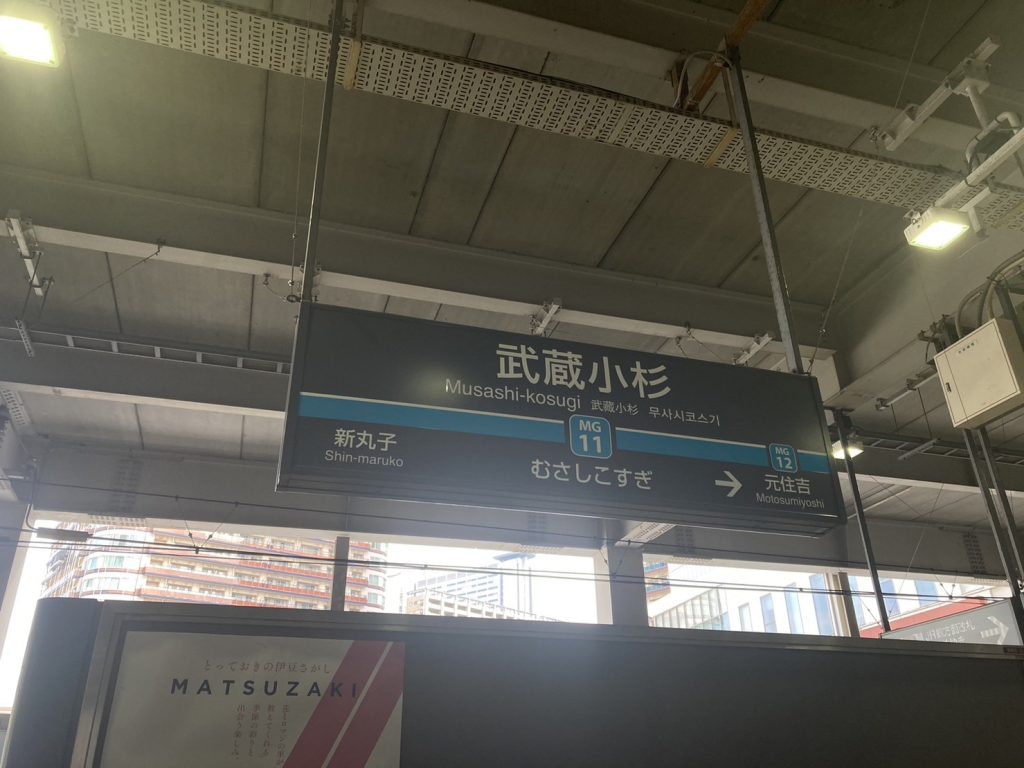 武蔵小杉
Musashi-kosugi 武蔵小杉 무사시코스기
MG
11
MG
12
新丸子
Shin-maruko
むさしこすぎ
→
元住吉
Motosumiyoshi
とっておきの伊豆さがし
MATSUZAKI